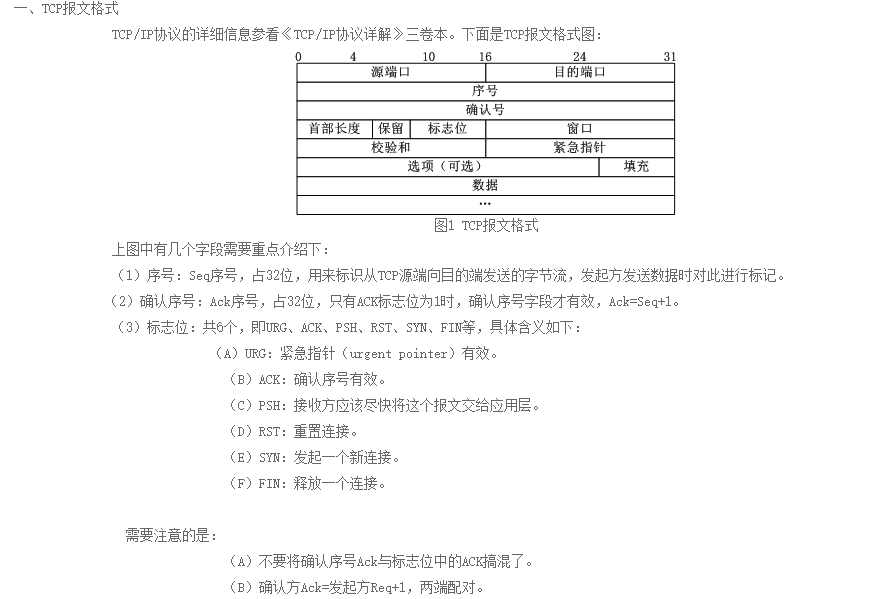 一、TCP报文格式
TCP/IP协议的详细信息参看《TCP/IP协议详解》三卷本。下面是TCP报文格式图：
0 4 10 16 24 31
源端口 目的端口
序号
确认号
首部长度 保留 标志位 窗口
校验和 紧急指针
选项（可选） 填充
数据
…
图1 TCP报文格式
上图中有几个字段需要重点介绍下：
（1）序号：Seq序号，占32位，用来标识从TCP源端向目的端发送的字节流，发起方发送数据时对此进行标记。
（2）确认序号：Ack序号，占32位，只有ACK标志位为1时，确认序号字段才有效，Ack=Seq+1。
（3）标志位：共6个，即URG、ACK、PSH、RST、SYN、FIN等，具体含义如下：
（A）URG：紧急指针（urgent pointer）有效。
（B）ACK：确认序号有效。
（C）PSH：接收方应该尽快将这个报文交给应用层。
（D）RST：重置连接。
（E）SYN：发起一个新连接。
（F）FIN：释放一个连接。
需要注意的是：
（A）不要将确认序号Ack与标志位中的ACK搞混了。
（B）确认方Ack=发起方Req+1，两端配对。